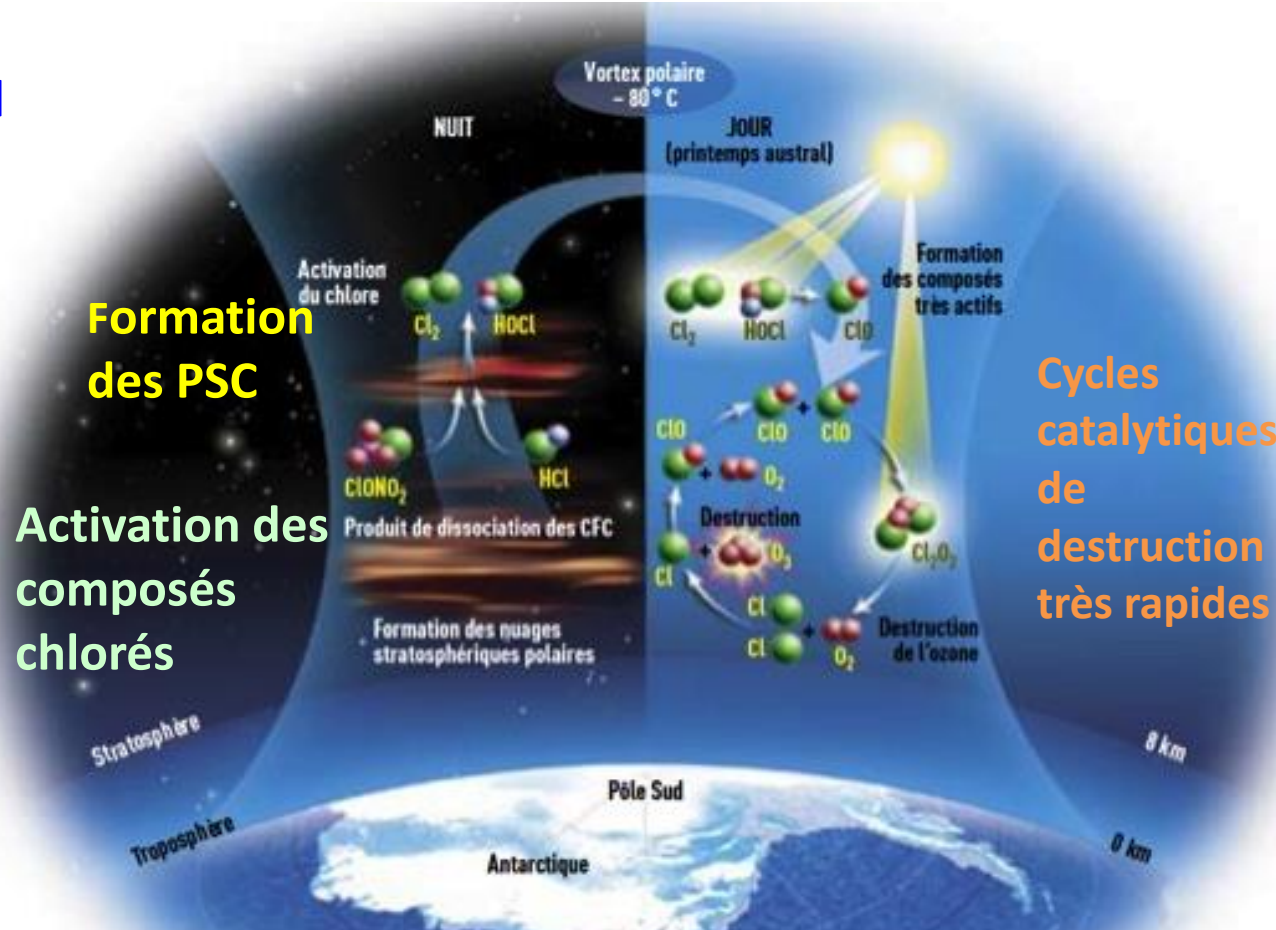 Vortex polaire
– 80° C
NUIT
JOUR
(printemps austral)
Activation
du chlore
Cl₂
HOCl
Formation
des PSC
ClONO₂
HCl
Produit de dissociation des CFC
Activation des
composés
chlorés
Formation des nuages
stratosphériques polaires
Formation
des composés
très actifs
Cl₂
HOCl
ClO
ClO
ClO
+
ClO
+
O₂
Destruction
Cl
+
O₃
Cl₂O₂
Cl
Cl
+
O₂
Destruction
de l'ozone
Cycles
catalytiques
de
destruction
très rapides
Stratosphère
Troposphère
8 km
0 km
Pôle Sud
Antarctique